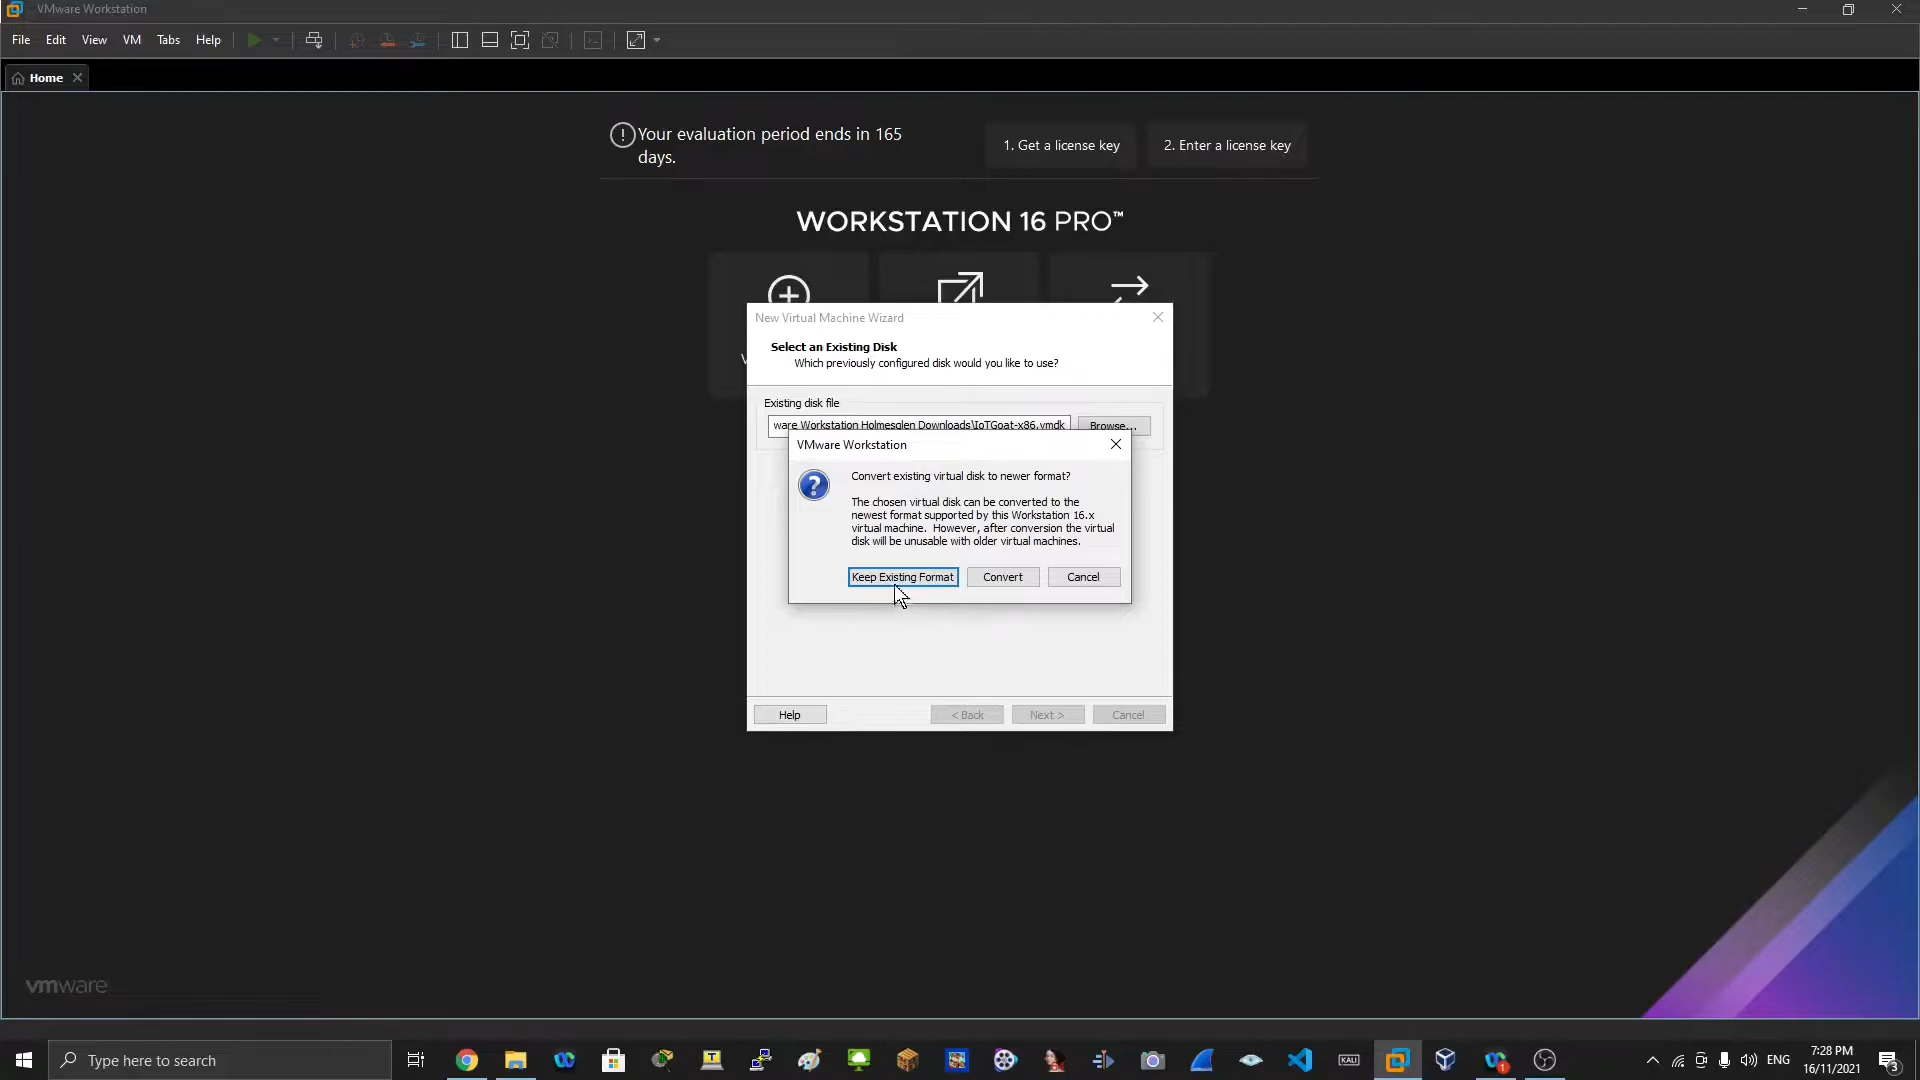 VMware Workstation
File Edit View VM Tabs Help
Home
Your evaluation period ends in 165
days.
1. Get a license key
2. Enter a license key
WORKSTATION 16 PRO™
New Virtual Machine Wizard
Select an Existing Disk
Which previously configured disk would you like to use?
Existing disk file
ware Workstation Holmesglen Downloads\IoTGoat-x86.vmdk
Browse...
VMware Workstation
Convert existing virtual disk to newer format?
The chosen virtual disk can be converted to the
newest format supported by this Workstation 16.x
virtual machine. However, after conversion the virtual
disk will be unusable with older virtual machines.
Keep Existing Format Convert Cancel
Help < Back Next > Cancel
vmware
Type here to search
KALI
1
ENG
7:28 PM
16/11/2021
3